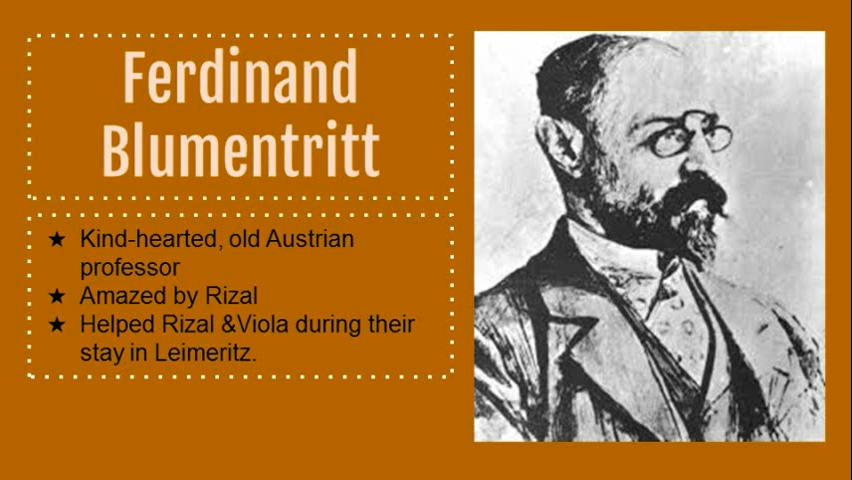 Ferdinand
Blumentritt
★ Kind-hearted, old Austrian
professor
★ Amazed by Rizal
★ Helped Rizal &Viola during their
stay in Leimeritz.